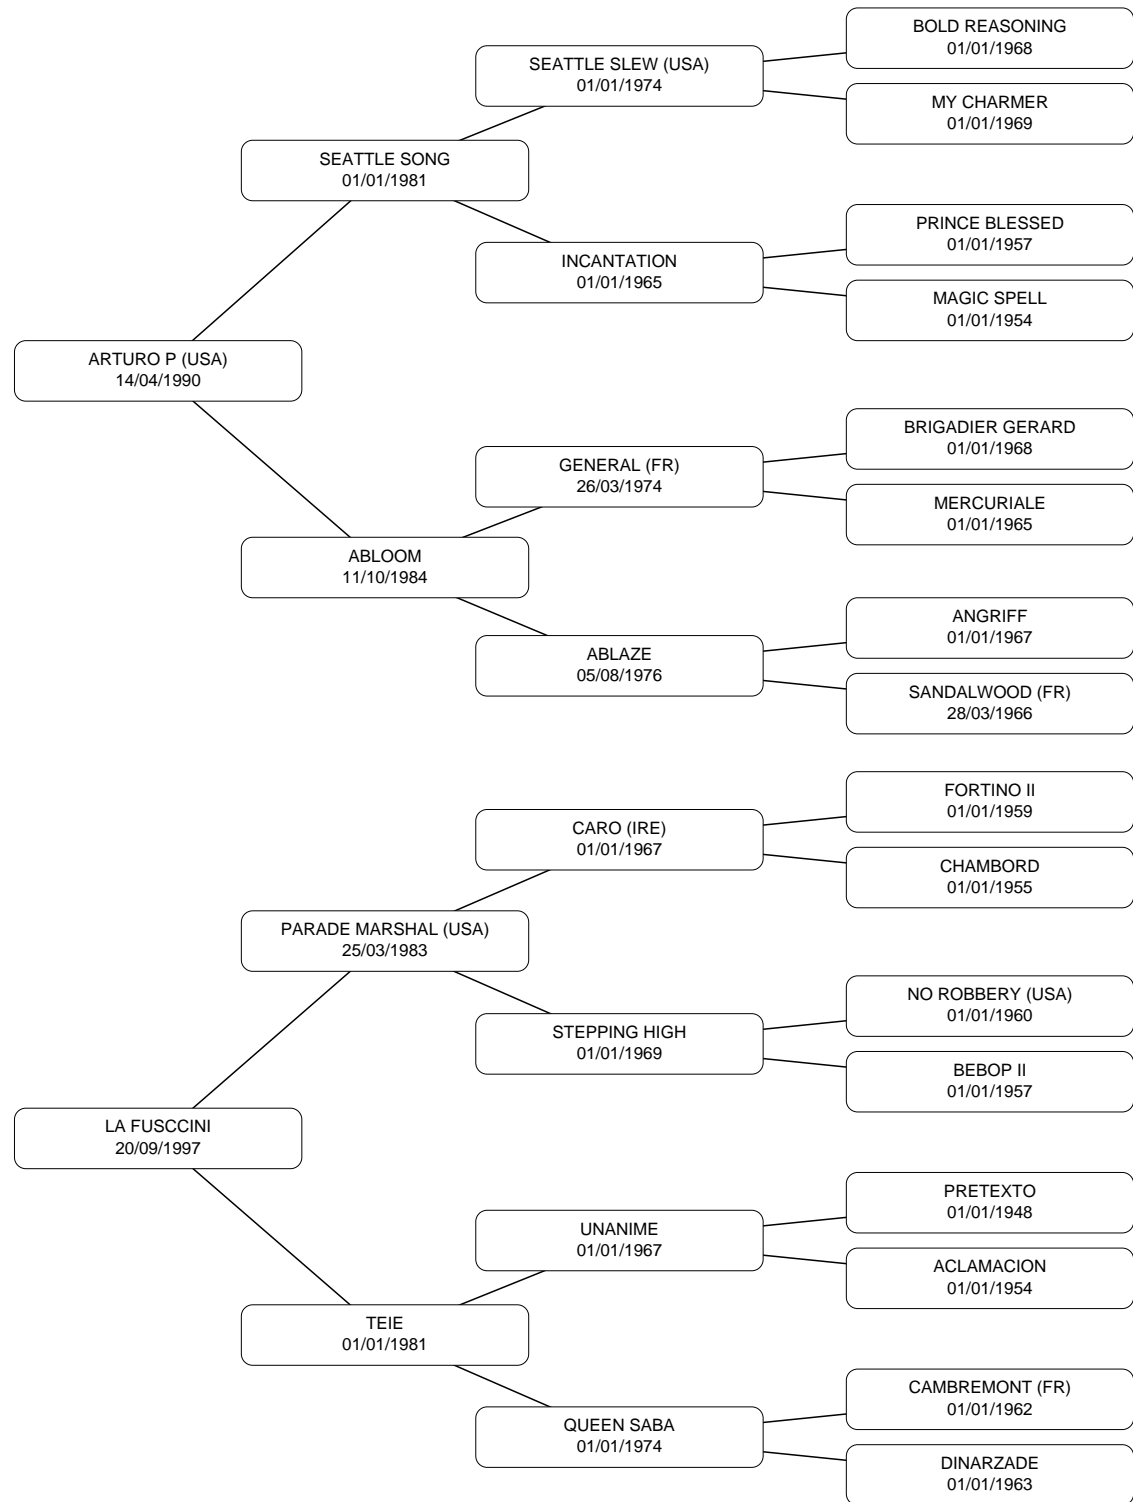 BOLD REASONING
01/01/1968
SEATTLE SLEW (USA)
01/01/1974
MY CHARMER
01/01/1969
SEATTLE SONG
01/01/1981
PRINCE BLESSED
01/01/1957
INCANTATION
01/01/1965
MAGIC SPELL
01/01/1954
ARTURO P (USA)
14/04/1990
BRIGADIER GERARD
01/01/1968
GENERAL (FR)
26/03/1974
MERCURIALE
01/01/1965
ABLOOM
11/10/1984
ANGRIFF
01/01/1967
ABLAZE
05/08/1976
SANDALWOOD (FR)
28/03/1966
FORTINO II
01/01/1959
CARO (IRE)
01/01/1967
CHAMBORD
01/01/1955
PARADE MARSHAL (USA)
25/03/1983
NO ROBBERY (USA)
01/01/1960
STEPPING HIGH
01/01/1969
BEBOP II
01/01/1957
LA FUSCCINI
20/09/1997
PRETEXTO
01/01/1948
UNANIME
01/01/1967
ACLAMACION
01/01/1954
TEIE
01/01/1981
CAMBREMONT (FR)
01/01/1962
QUEEN SABA
01/01/1974
DINARZADE
01/01/1963